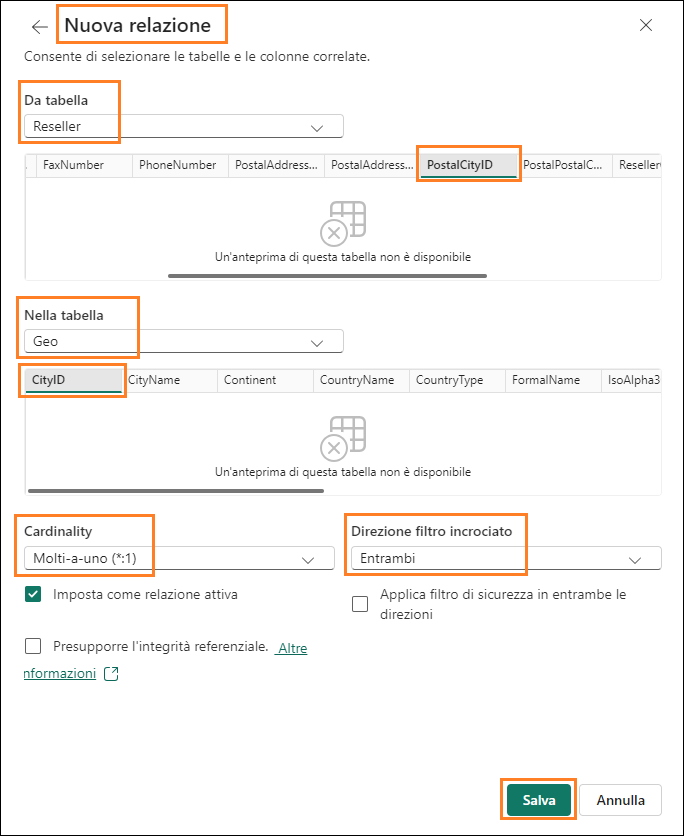 Nuova relazione
Consente di selezionare le tabelle e le colonne correlate.
Da tabella
Reseller
FaxNumber PhoneNumber PostalAddress... PostalAddress... PostalCityID PostalPostalC... Reseller
Un'anteprima di questa tabella non è disponibile
Nella tabella
Geo
CityID CityName Continent CountryName CountryType FormalName IsoAlpha3
Un'anteprima di questa tabella non è disponibile
Cardinality Direzione filtro incrociato
Molti-a-uno (*:1) Entrambi
Imposta come relazione attiva Applica filtro di sicurezza in entrambe le
direzioni
Presupporre l'integrità referenziale. Altre
nformazioni
Salva Annulla